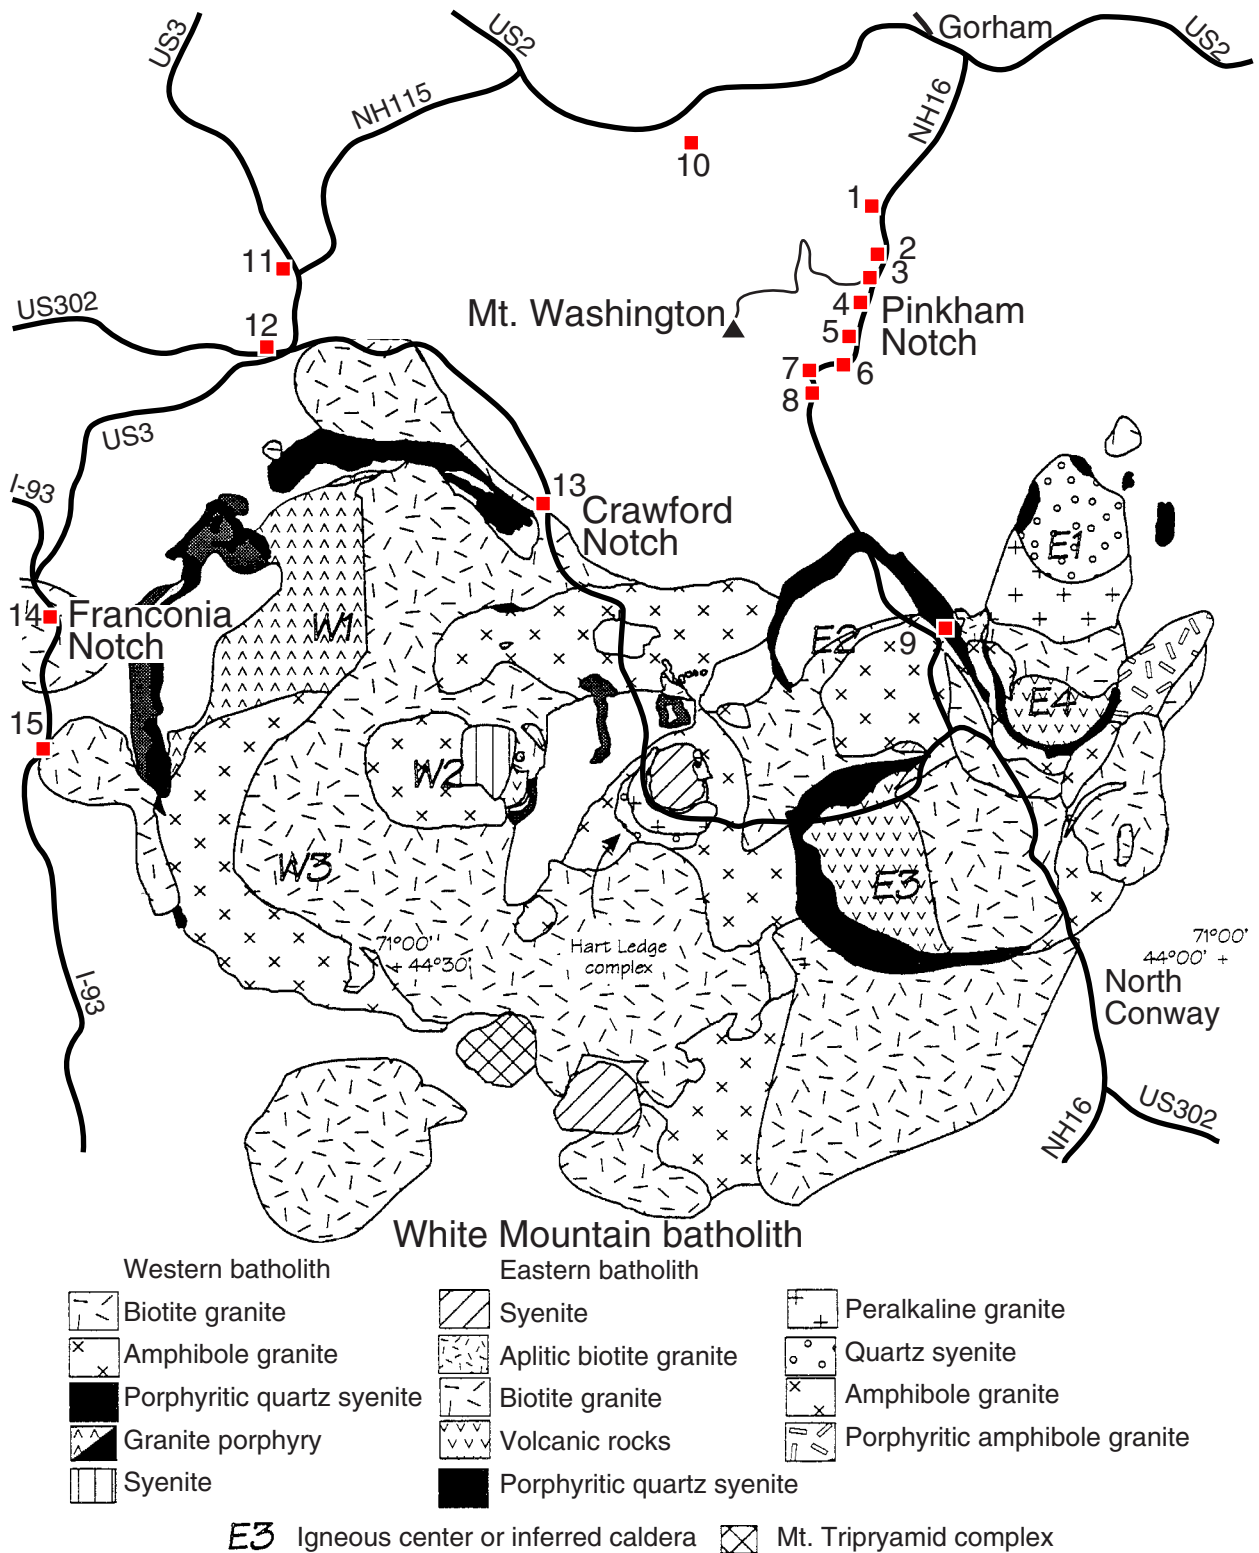 US3
US2
Gorham
US2
NH115
NH16
10
1
2
3
4
5
6
7
8
Pinkham
Notch
Mt. Washington
11
US302
12
US3
I-93
13
Crawford
Notch
E1
14
Franconia
Notch
W1
E2
9
E4
15
W2
W3
E3
71°00'
+ 44°30'
Hart Ledge
complex
71°00'
44°00' +
I-93
North
Conway
NH16
US302
White Mountain batholith
Western batholith
Biotite granite
Amphibole granite
Porphyritic quartz syenite
Granite porphyry
Syenite
Eastern batholith
Syenite
Aplitic biotite granite
Biotite granite
Volcanic rocks
Porphyritic quartz syenite
Peralkaline granite
Quartz syenite
Amphibole granite
Porphyritic amphibole granite
E3 Igneous center or inferred caldera
Mt. Tripryamid complex